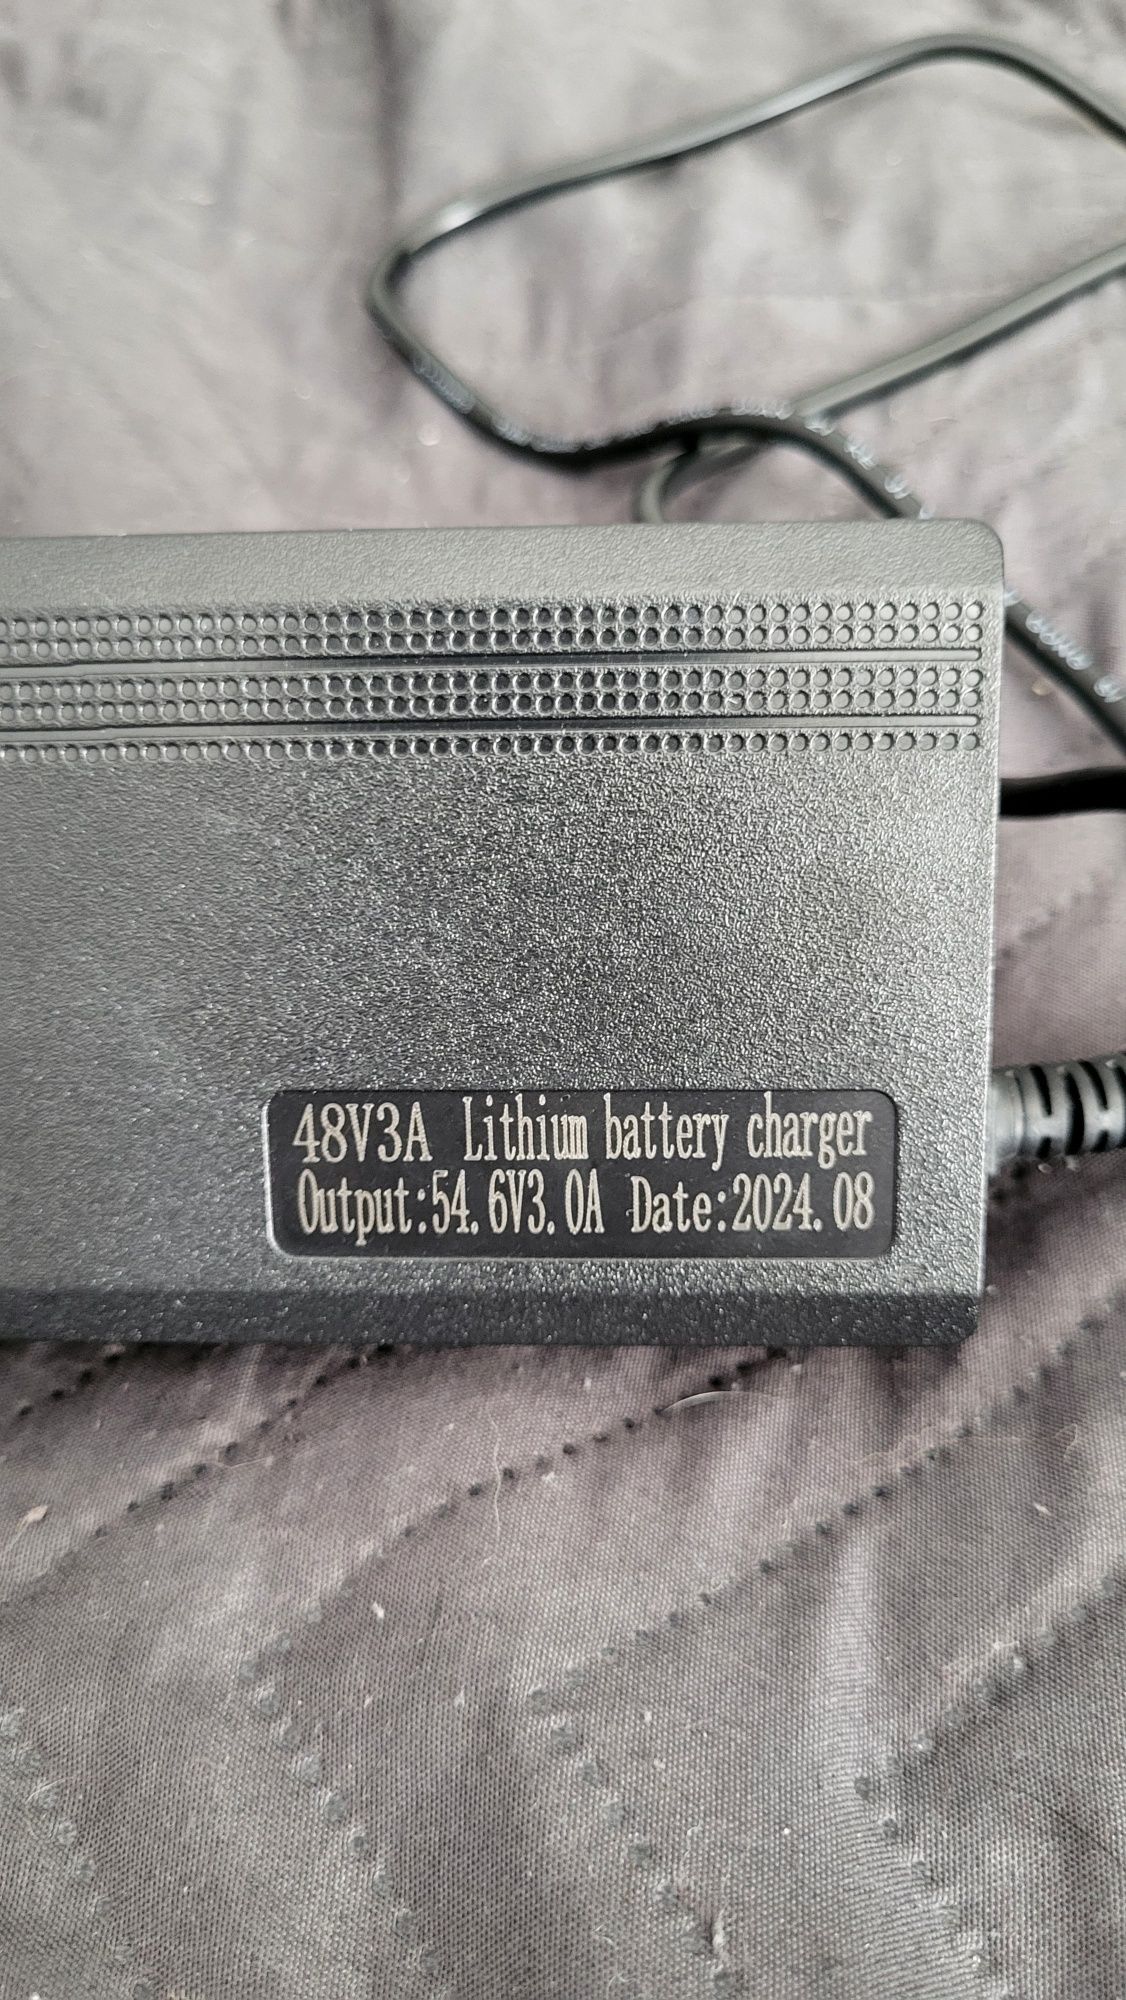 48V3A Lithium battery charger
Output:54.6V3.0A Date:2024.08